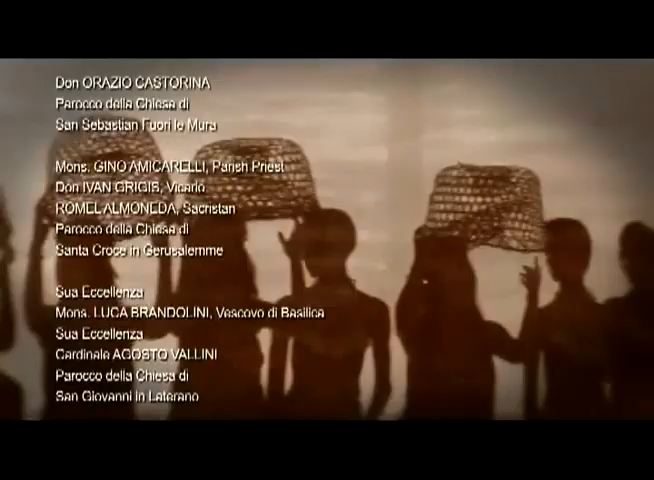 Don ORAZIO CASTORINA
Parocco della Chiesa di
San Sebastian Fuori le Mura
Mons. GINO AMICARELLI, Parish Priest
Don IVAN GRIGIS, Vicario
ROMEL ALMONEDA, Sacristan
Parocco della Chiesa di
Santa Croce in Gerusalemme
Sua Eccellenza
Mons. LUCA BRANDOLINI, Vescovo di Basilica
Sua Eccellenza
Cardinale AGOSTO VALLINI
Parocco della Chiesa di
San Giovanni in Laterano